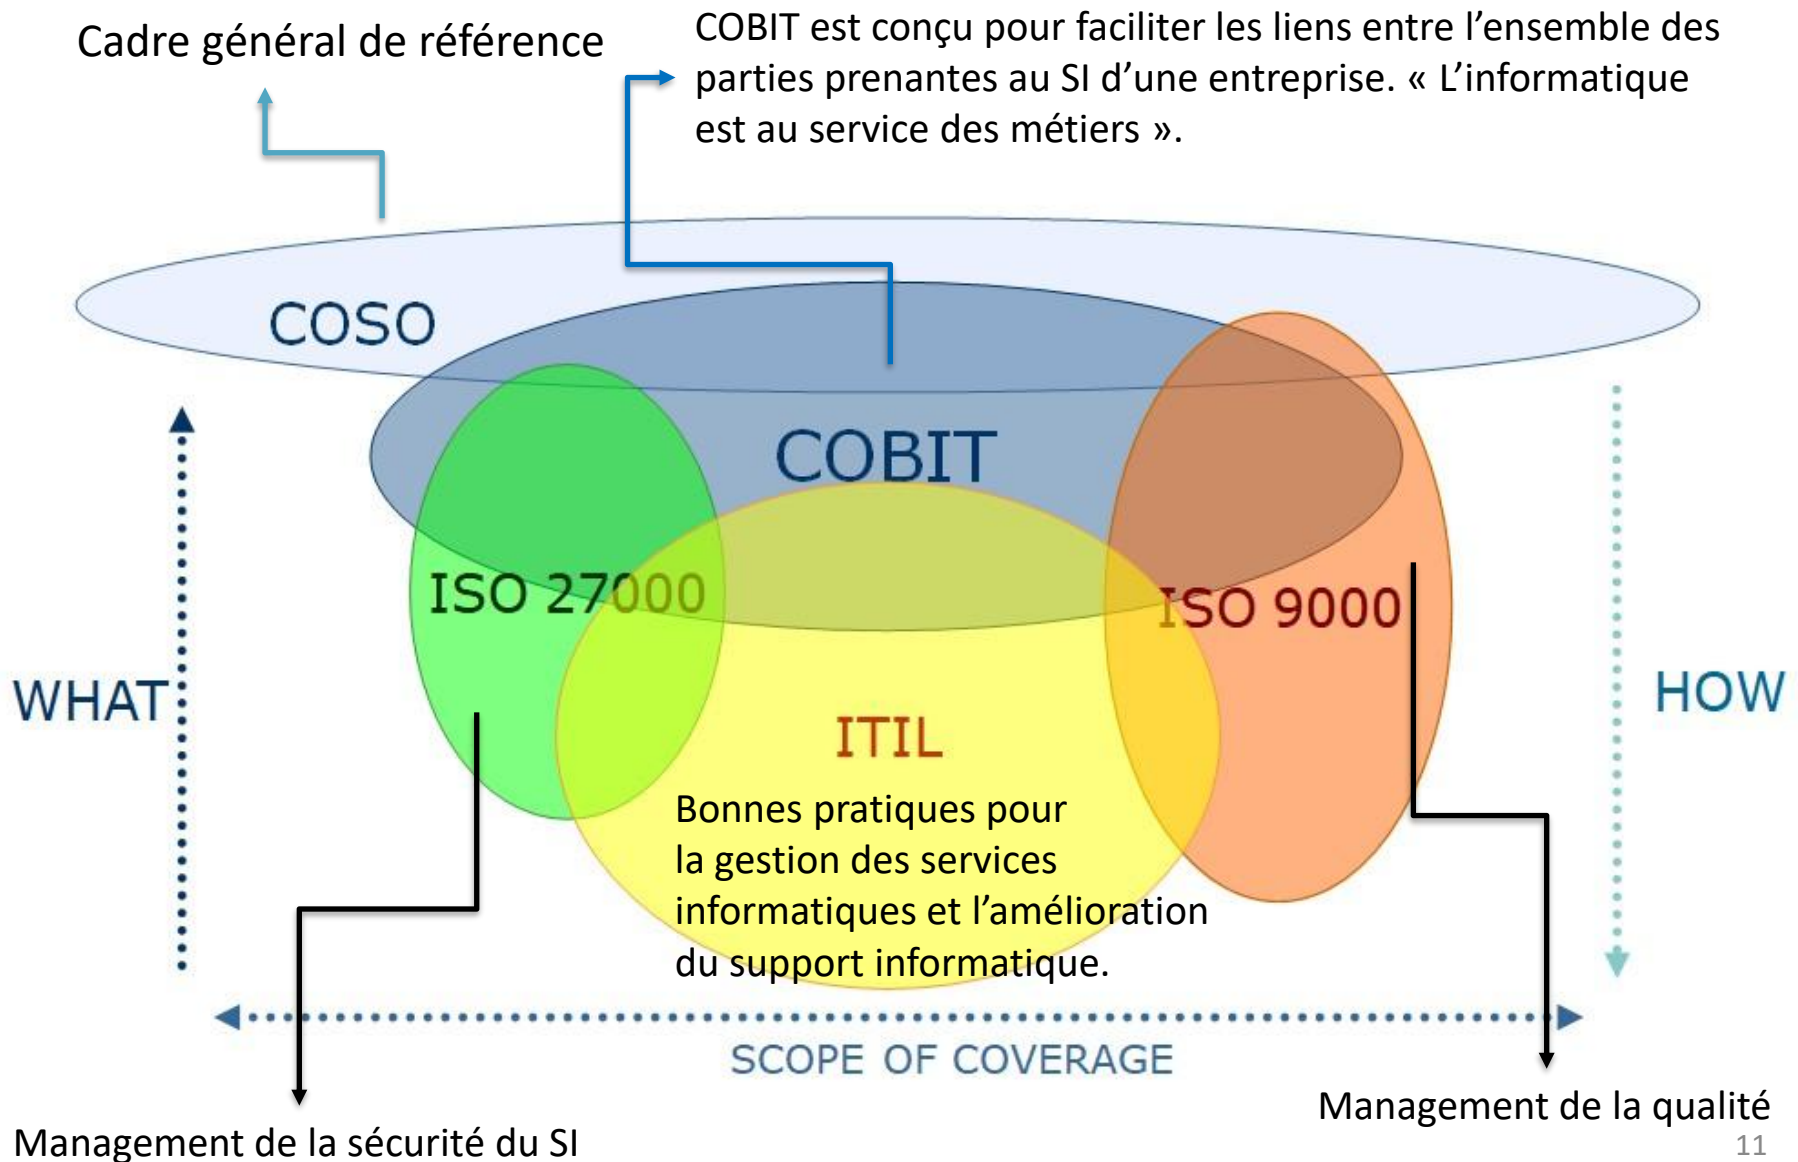 Cadre général de référence
COBIT est conçu pour faciliter les liens entre l’ensemble des
parties prenantes au SI d’une entreprise. « L’informatique
est au service des métiers ».
COSO
COBIT
ISO 27000
ISO 9000
WHAT
HOW
ITIL
Bonnes pratiques pour
la gestion des services
informatiques et l’amélioration
du support informatique.
SCOPE OF COVERAGE
Management de la qualité
Management de la sécurité du SI
11